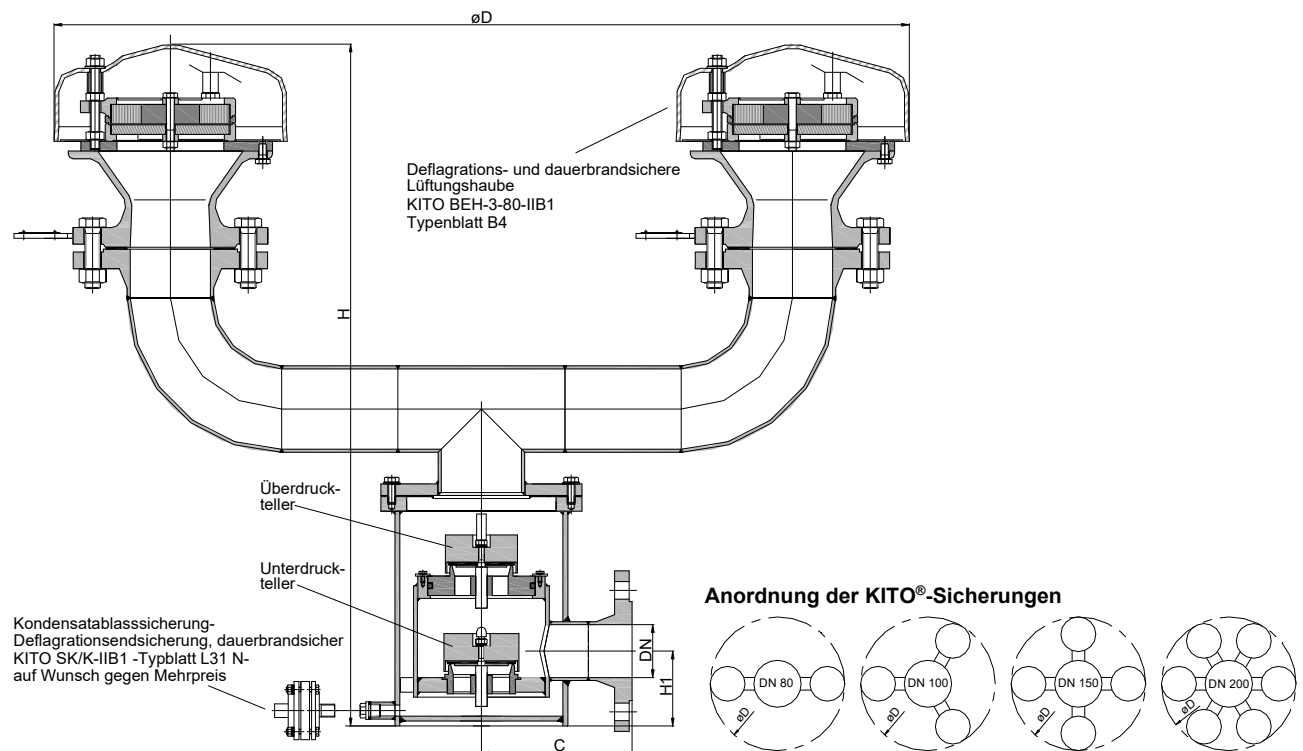 øD
Deflagrations- und dauerbrandsichere
Lüftungshaube
KITO BEH-3-80-IIB1
Typenblatt B4
H
Überdruck-
teller
Unterdruck-
teller
Kondensatablasssicherung-
Deflagrationsendsicherung, dauerbrandsicher
KITO SK/K-IIB1 -Typblatt L31 N-
auf Wunsch gegen Mehrpreis
DN
H1
C
Anordnung der KITO®-Sicherungen
DN 80
øD
DN 100
øD
DN 150
øD
DN 200
øD